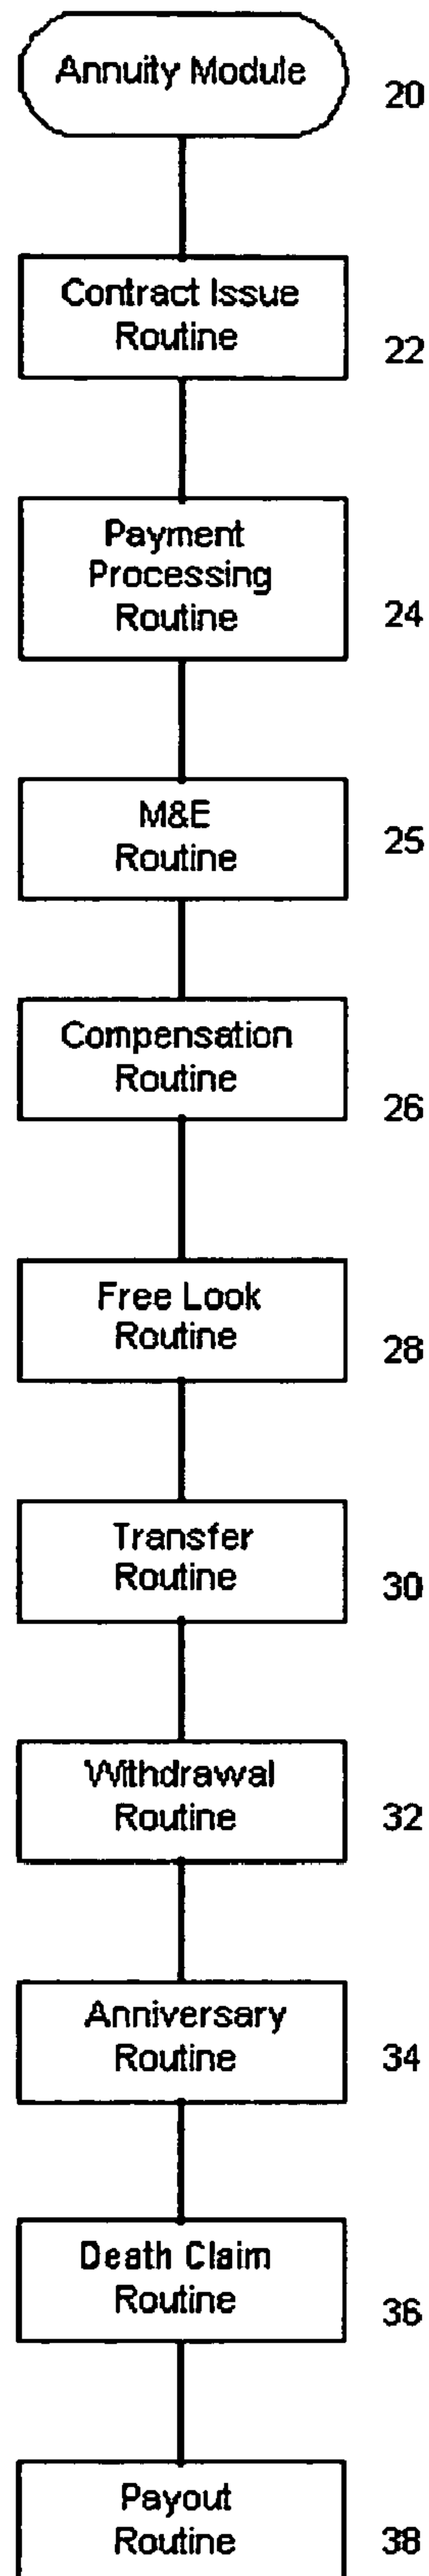 Annuity Module
20
Contract Issue
Routine
22
Payment
Processing
Routine
24
M&E
Routine
25
Compensation
Routine
26
Free Look
Routine
28
Transfer
Routine
30
Withdrawal
Routine
32
Anniversary
Routine
34
Death Claim
Routine
36
Payout
Routine
38